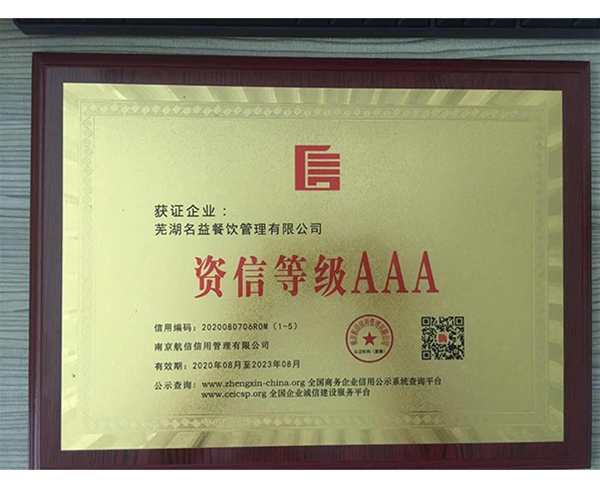 获证企业：
芜湖名益餐饮管理有限公司
资信等级AAA
信用编码：2020080706ROM（1-5）
南京航信信用管理有限公司
有效期：2020年08月至2023年08月
公示查询：www.zhengxin-china.org 全国商务企业信用公示系统查询平台
www.ceicsp.org 全国企业诚信建设服务平台